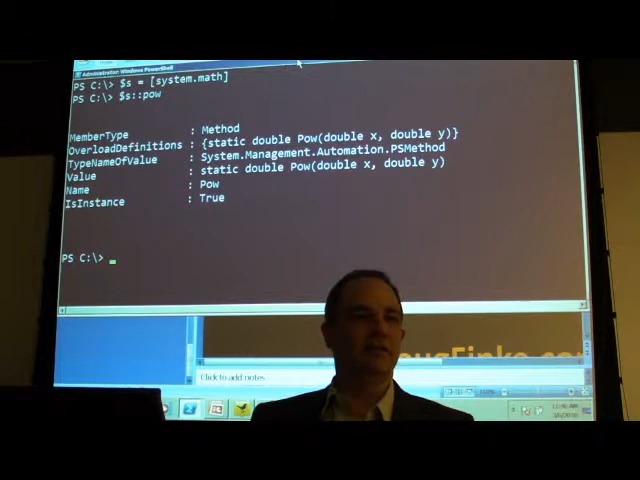 Administrator: Windows PowerShell
PS C:\> $s = [system.math]
PS C:\> $s::pow
MemberType : Method
OverloadDefinitions : {static double Pow(double x, double y)}
TypeNameOfValue : System.Management.Automation.PSMethod
Value : static double Pow(double x, double y)
Name : Pow
IsInstance : True
PS C:\>
Click to add notes